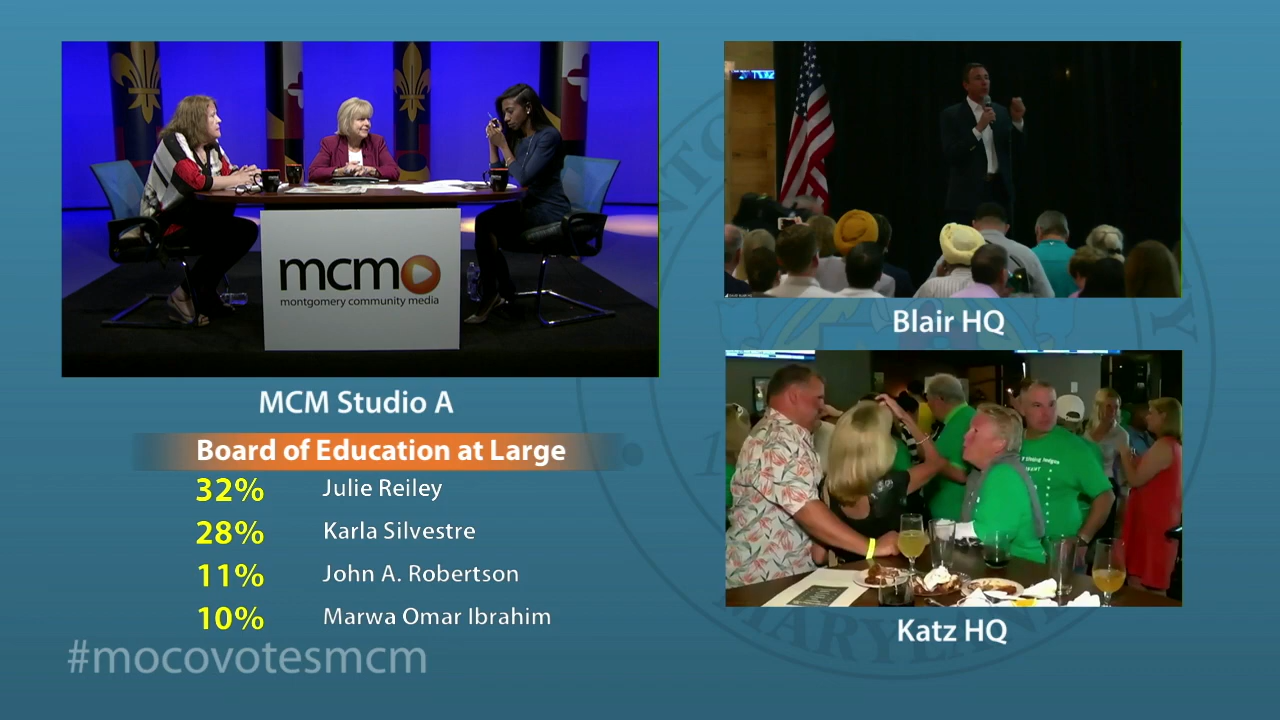 mcm
montgomery community media
MCM Studio A
Board of Education at Large
32% Julie Reiley
28% Karla Silvestre
11% John A. Robertson
10% Marwa Omar Ibrahim
#mocovotesmcm
Blair HQ
Katz HQ
MARYLAND